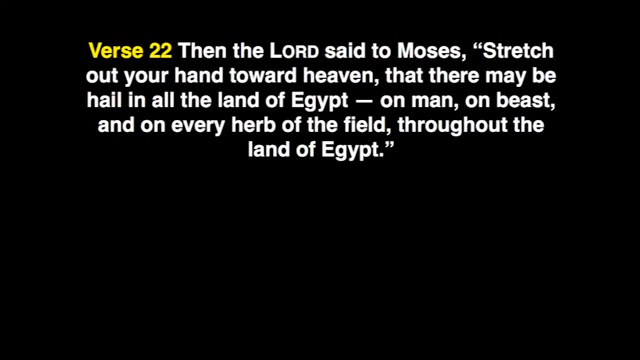 Verse 22 Then the LORD said to Moses, “Stretch
out your hand toward heaven, that there may be
hail in all the land of Egypt — on man, on beast,
and on every herb of the field, throughout the
land of Egypt.”